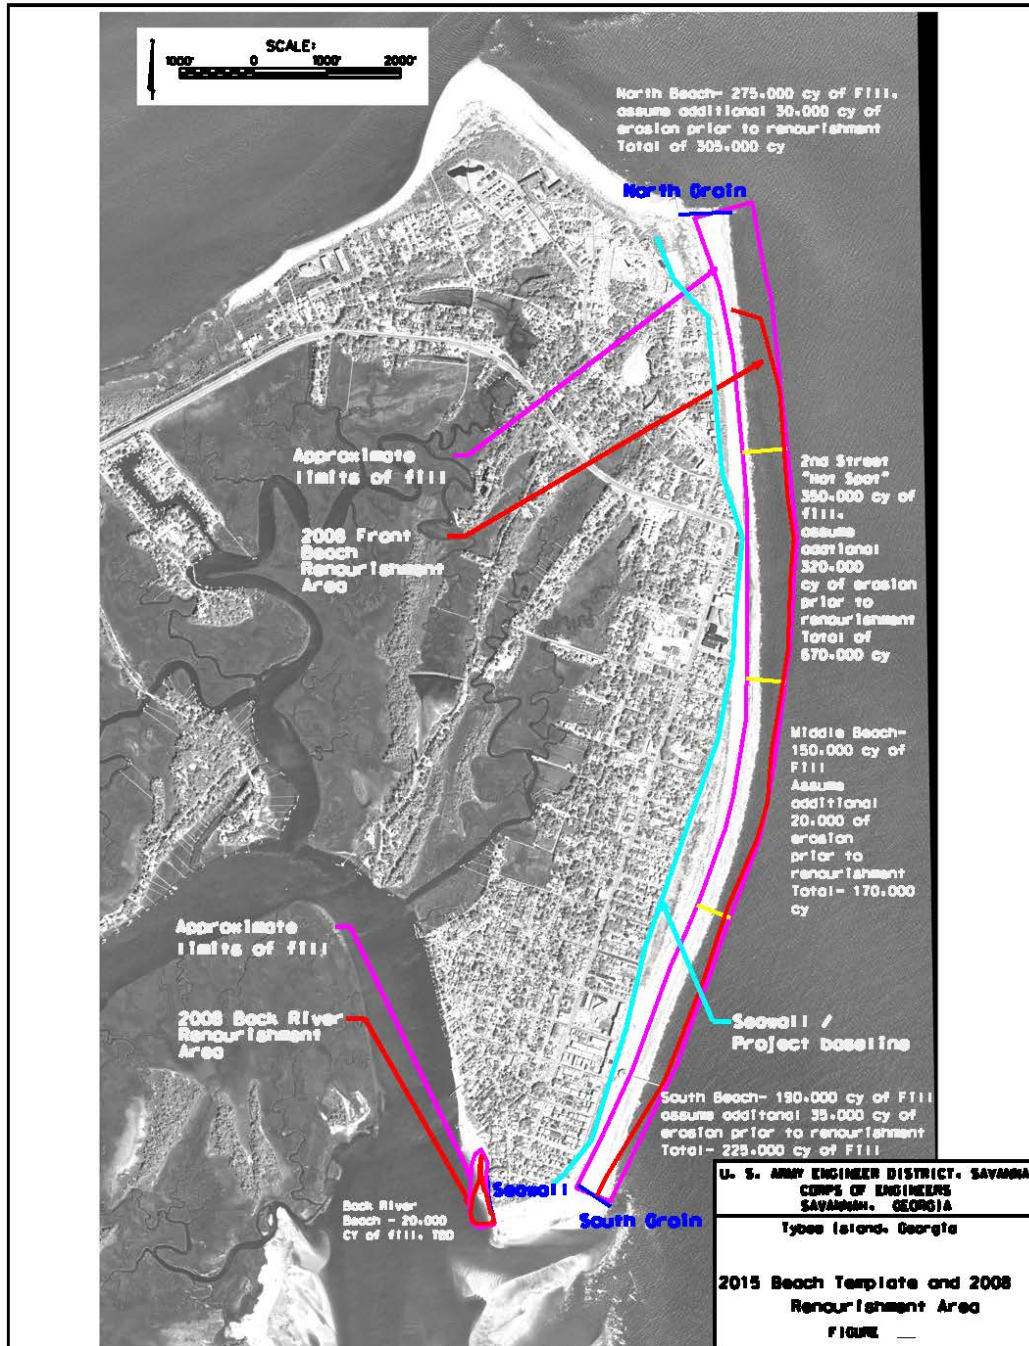 SCALE:
1000' 0 1000' 2000'
North Beach- 275.000 cy of Fill.
assume additional 30.000 cy of
erosion prior to renourishment
Total of 305.000 cy
North Groin
Approximate
limits of fill
2008 Front
Beach
Renourishment
Area
2nd Street
"Hot Spot"
350.000 cy of
fill.
assume
additional
320.000
cy of erosion
prior to
renourishment
Total of
670.000 cy
Middle Beach-
150.000 cy of
Fill
Assume
additional
20.000 of
erosion
prior to
renourishment
Total- 170.000
cy
Approximate
limits of fill
2008 Back River
Renourishment
Area
Seawall /
Project baseline
South Beach- 190.000 cy of Fill
assume additonal 35.000 cy of
erosion prior to renourishment
Total- 225.000 cy of Fill
Seawall
South Groin
Back River
Beach - 20.000
CY of fill. TBD
U. S. ARMY ENGINEER DISTRICT. SAVANNA
CORPS OF ENGINEERS
SAVANNAH. GEORGIA
Tybee Island. Georgia
2015 Beach Template and 2008
Renourishment Area
FIGURE __